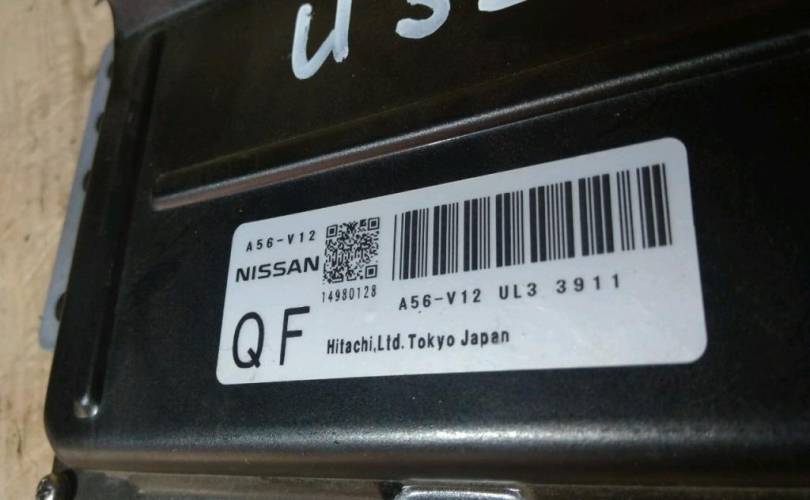 A56-V12
NISSAN
14980128
A56-V12 UL3 3911
QF
Hitachi,Ltd. Tokyo Japan